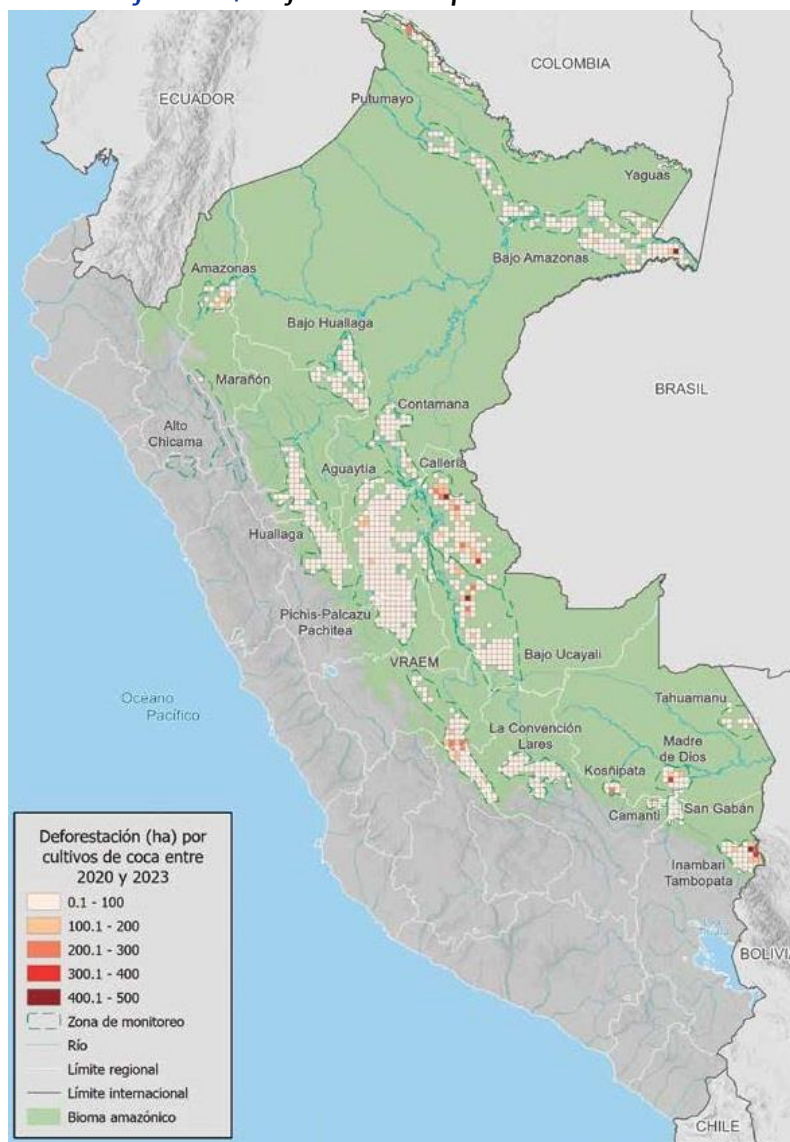 COLOMBIA
ECUADOR
Putumayo
Yaguas
Bajo Amazonas
Amazonas
Bajo Huallaga
Marañón
BRASIL
Contamana
Alto
Chicama
Aguaytía
Callería
Huallaga
Pichis-Palcazu
Pachitea
Bajo Ucayali
VRAEM
Océano
Pacífico
Tahuamanu
La Convención
Lares
Madre
de Dios
Kosñipata
Camanti
San Gabán
Inambari
Tambopata
BOLIVIA
CHILE
Deforestación (ha) por
cultivos de coca entre
2020 y 2023
0.1 - 100
100.1 - 200
200.1 - 300
300.1 - 400
400.1 - 500
Zona de monitoreo
Río
Límite regional
Límite internacional
Bioma amazónico